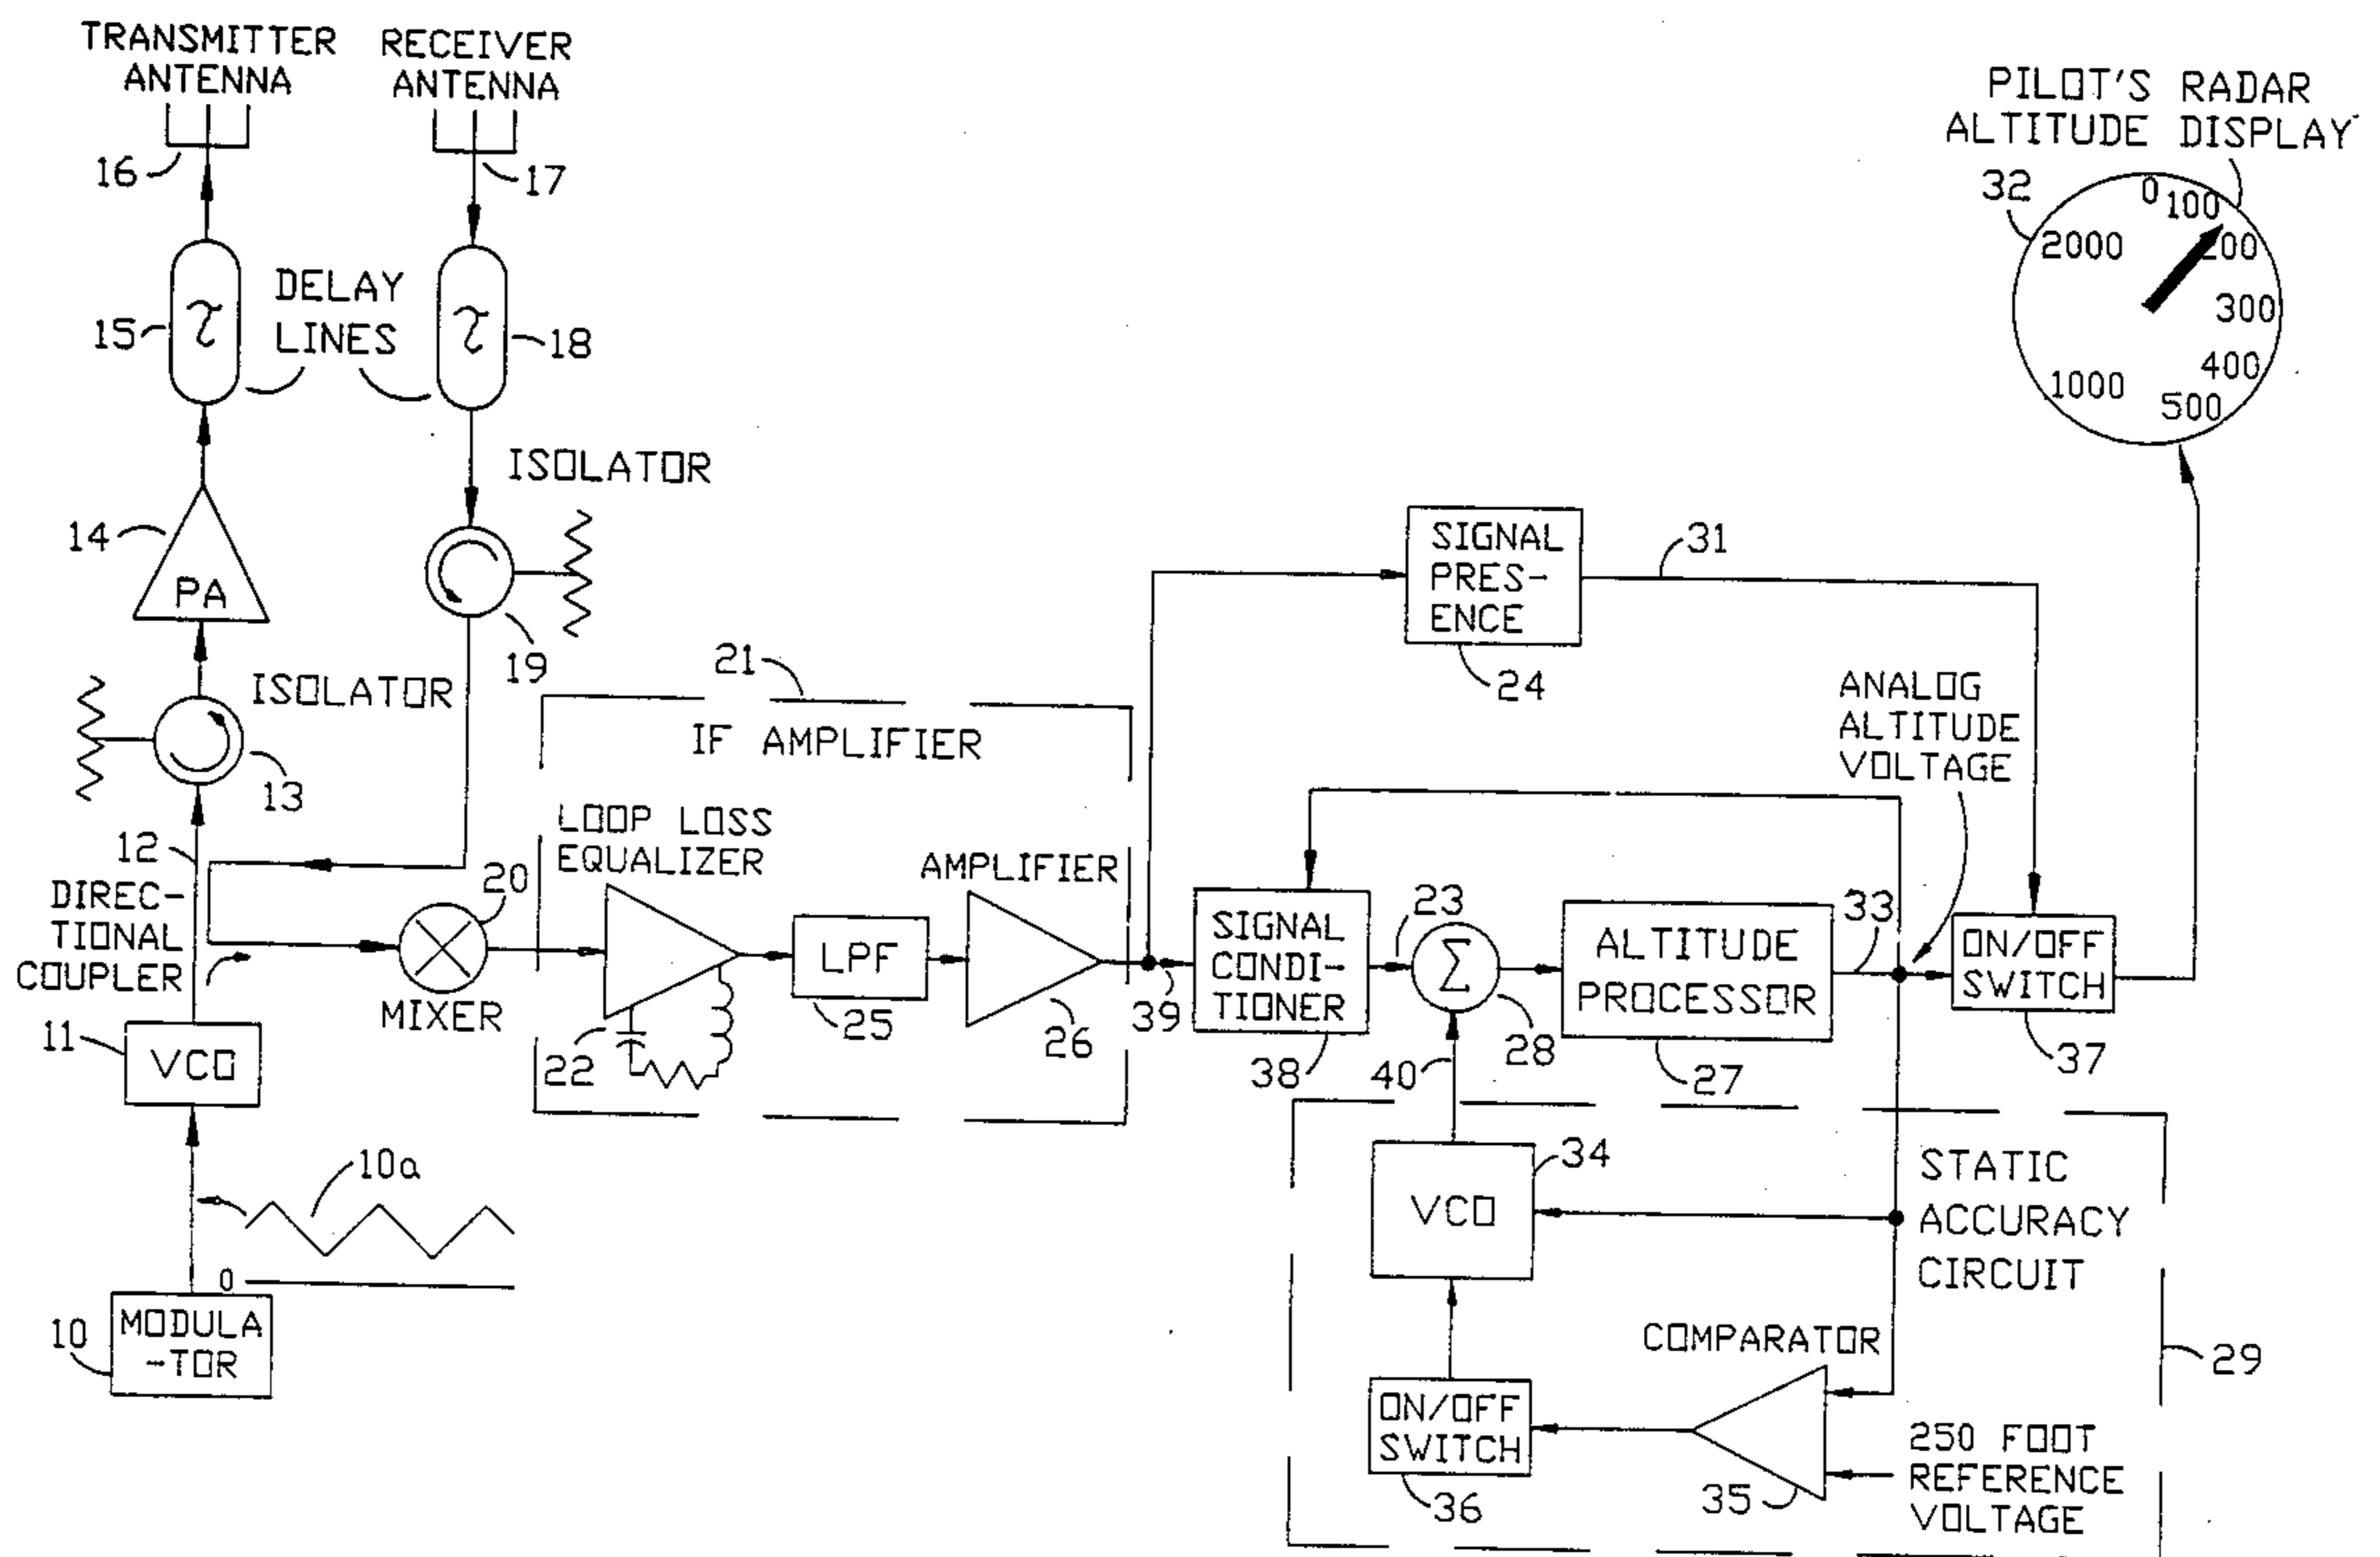 TRANSMITTER
ANTENNA
RECEIVER
ANTENNA
PILOT'S RADAR
ALTITUDE DISPLAY
16
17
32
0
100
200
300
400
500
1000
2000
15
τ
DELAY
LINES
τ
18
14
PA
ISOLATOR
19
ISOLATOR
13
SIGNAL
PRES-
ENCE
24
31
21
IF AMPLIFIER
ANALOG
ALTITUDE
VOLTAGE
12
DIREC-
TIONAL
COUPLER
20
MIXER
LOOP LOSS
EQUALIZER
22
LPF
25
AMPLIFIER
26
39
SIGNAL
CONDI-
TIONER
38
23
Σ
28
40
ALTITUDE
PROCESSOR
27
33
ON/OFF
SWITCH
37
11
VCO
10a
0
10
MODULA
-TOR
VCO
34
STATIC
ACCURACY
CIRCUIT
COMPARATOR
29
ON/OFF
SWITCH
36
35
250 FOOT
REFERENCE
VOLTAGE